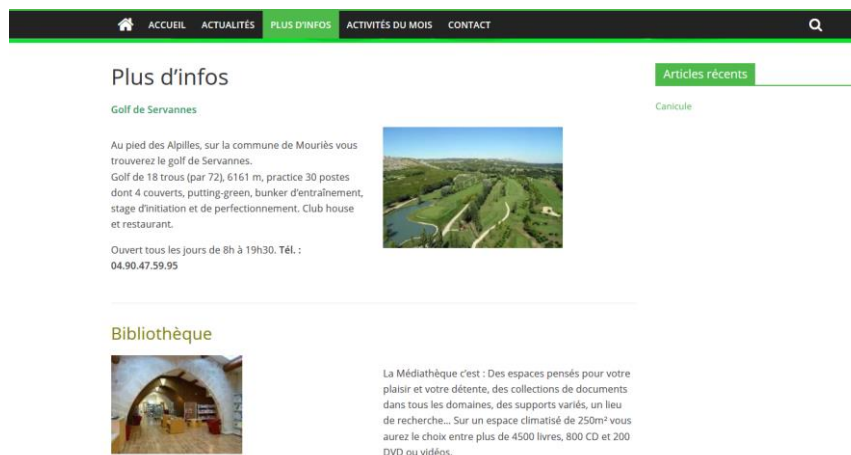 ACCUEIL ACTUALITÉS PLUS D'INFOS ACTIVITÉS DU MOIS CONTACT
Plus d'infos
Golf de Servannes
Au pied des Alpilles, sur la commune de Mouriès vous
trouverez le golf de Servannes.
Golf de 18 trous (par 72), 6161 m, practice 30 postes
dont 4 couverts, putting-green, bunker d'entraînement,
stage d'initiation et de perfectionnement. Club house
et restaurant.
Ouvert tous les jours de 8h à 19h30. Tél. :
04.90.47.59.95
Bibliothèque
La Médiathèque c'est : Des espaces pensés pour votre
plaisir et votre détente, des collections de documents
dans tous les domaines, des supports variés, un lieu
de recherche... Sur un espace climatisé de 250m² vous
aurez le choix entre plus de 4500 livres, 800 CD et 200
DVD ou vidéos.
Articles récents
Canicule